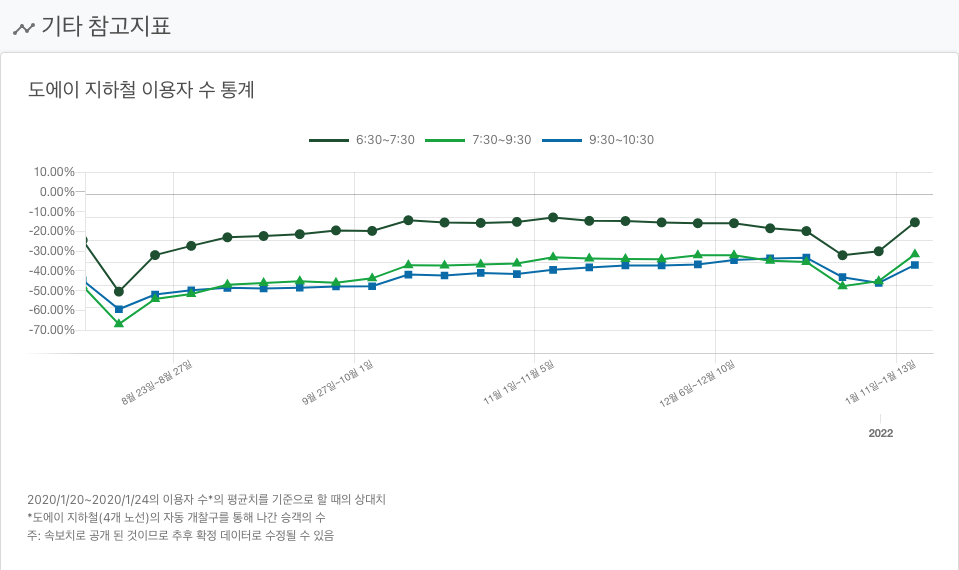 기타 참고지표
도에이 지하철 이용자 수 통계
6:30~7:30 7:30~9:30 9:30~10:30
10.00%
0.00%
-10.00%
-20.00%
-30.00%
-40.00%
-50.00%
-60.00%
-70.00%
8월 23일~8월 27일
9월 27일~10월 1일
11월 1일~11월 5일
12월 6일~12월 10일
1월 11일~1월 13일
2022
2020/1/20~2020/1/24의 이용자 수*의 평균치를 기준으로 할 때의 상대치
*도에이 지하철(4개 노선)의 자동 개찰구를 통해 나간 승객의 수
주: 속보치로 공개 된 것이므로 추후 확정 데이터로 수정될 수 있음